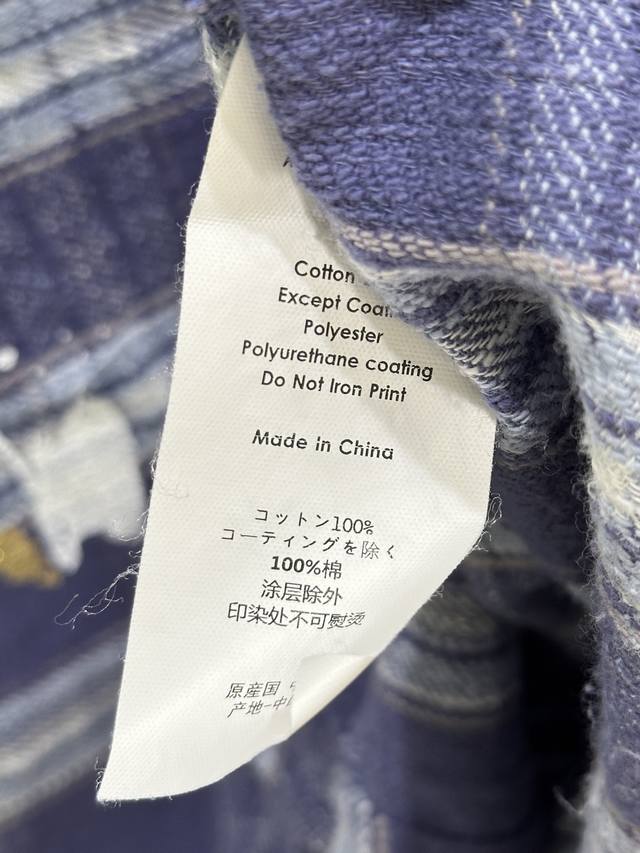 Cotton
Except
Polyester
Polyurethane coating
Do Not Iron Print
Made in China
コットン100%
コーティングを除く
100%棉
涂层除外
印染处不可熨烫
原産国
产地-中